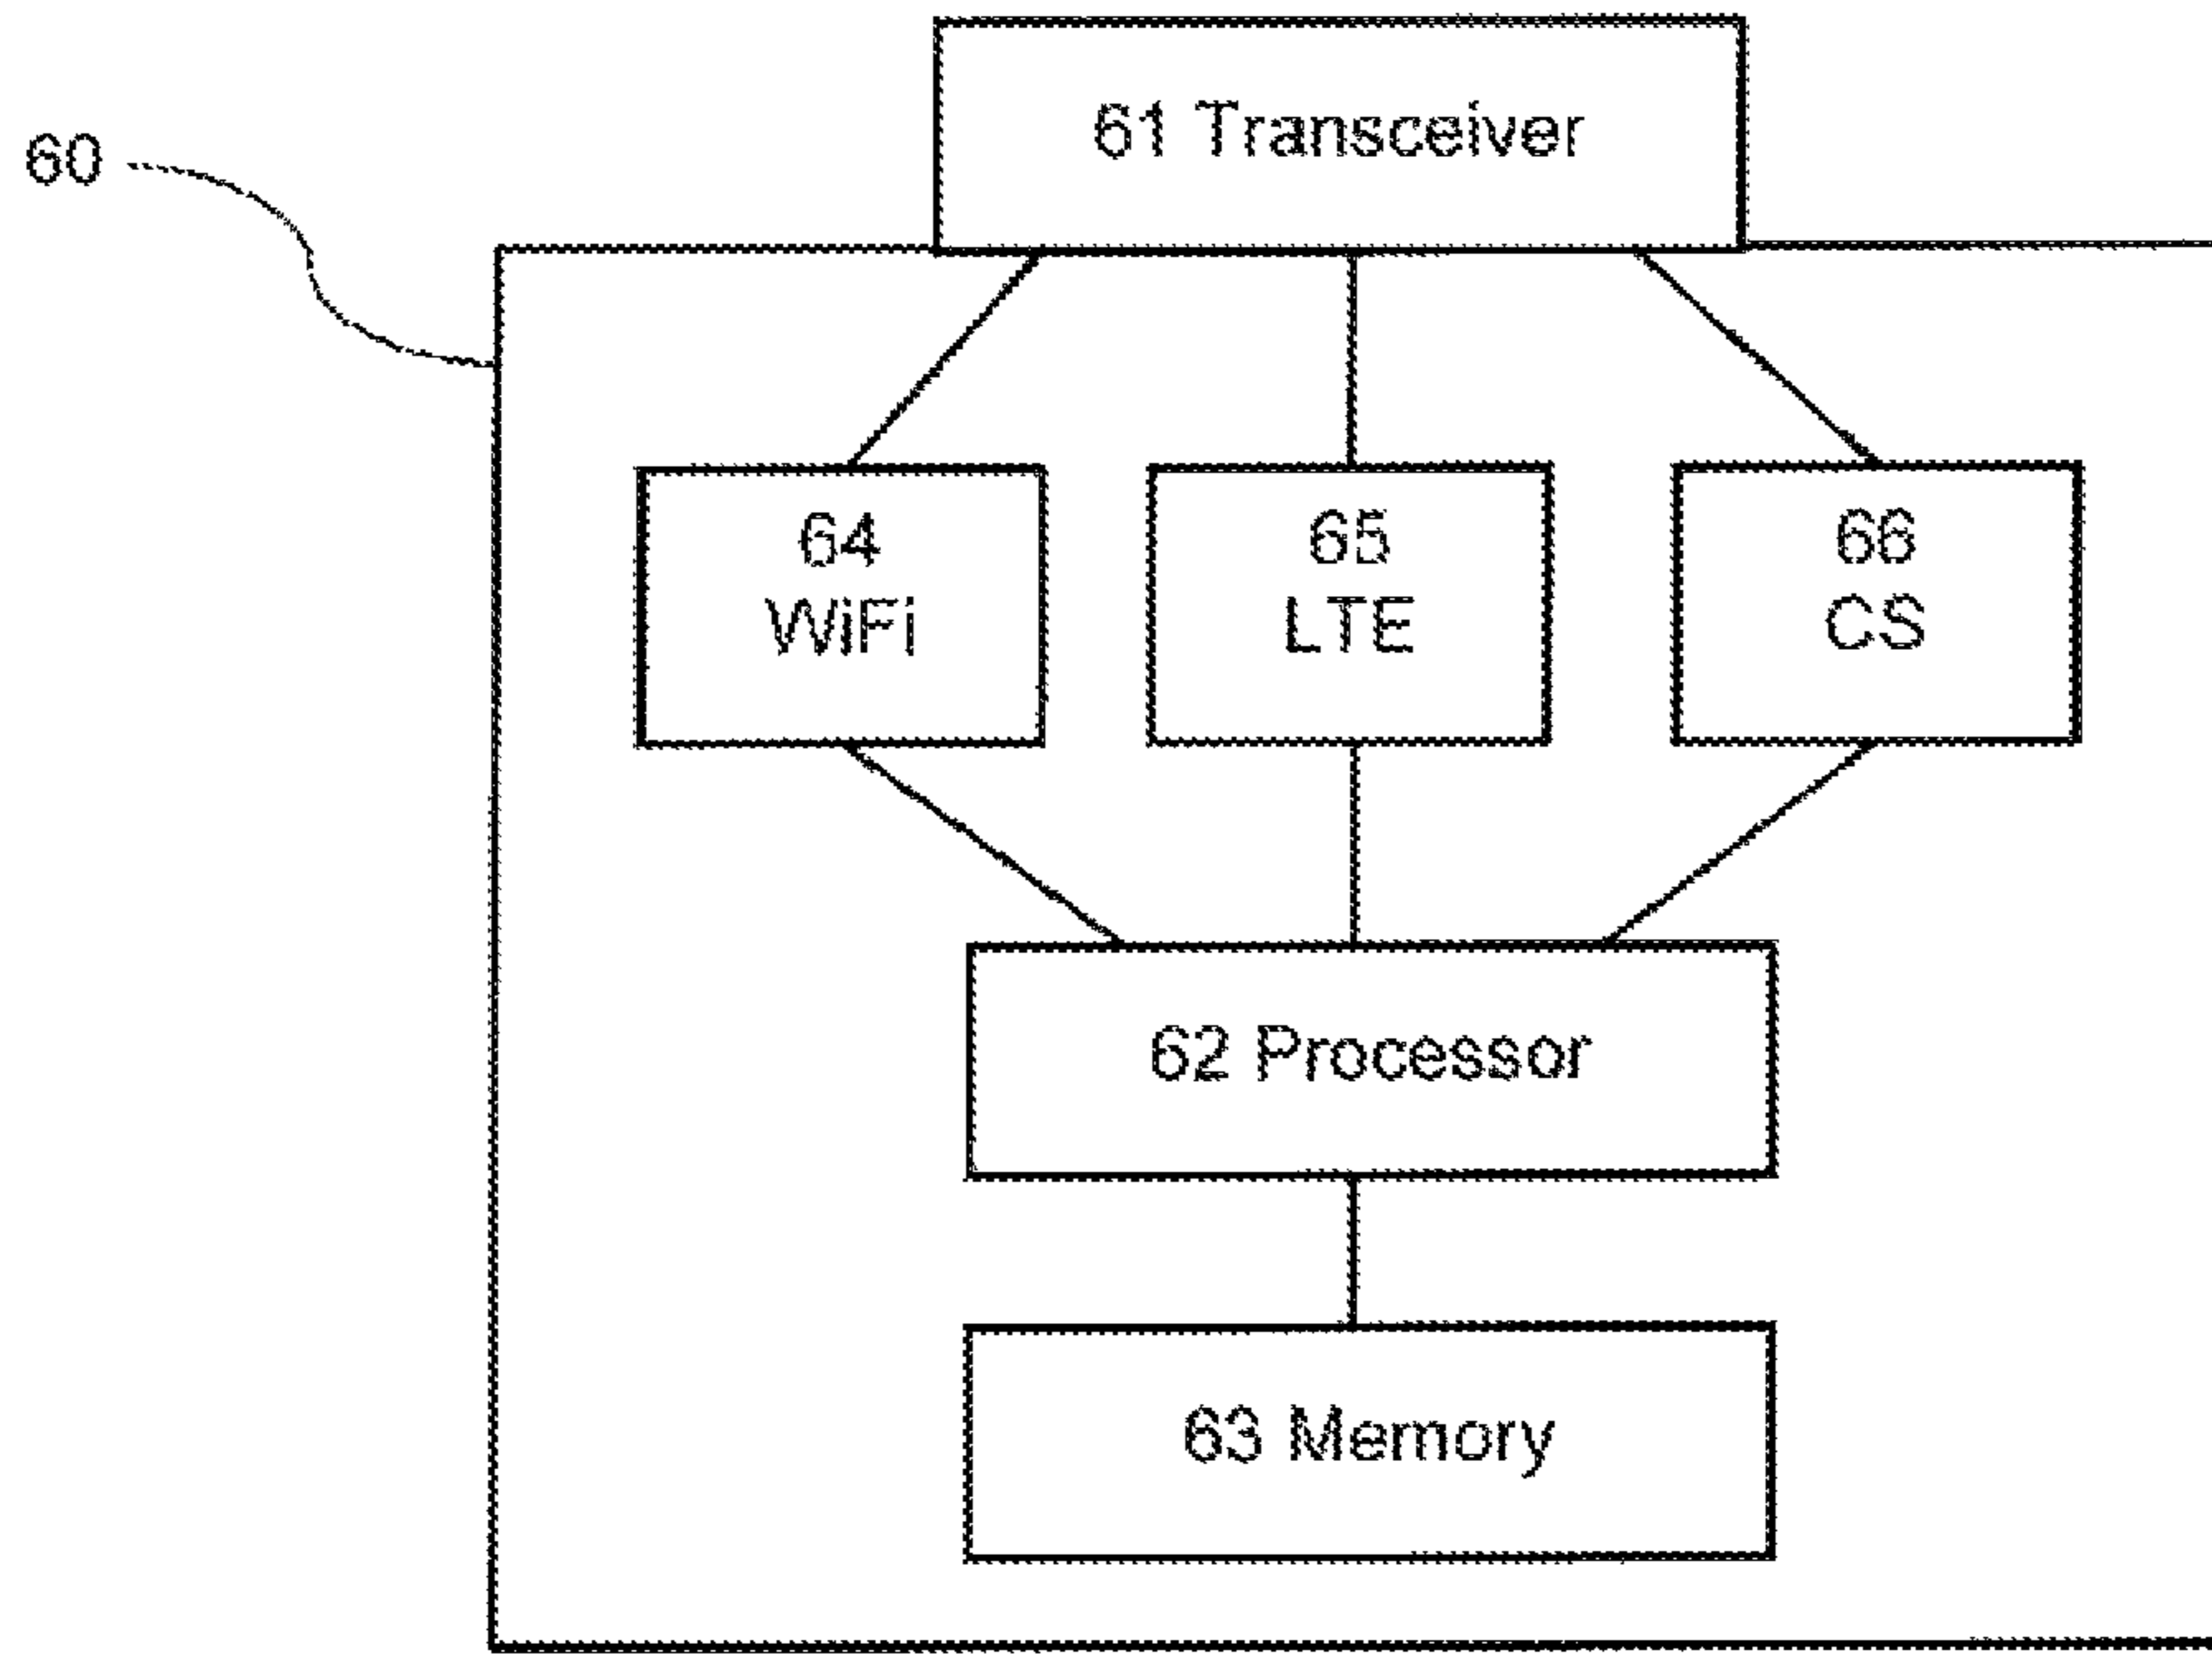 61 Transceiver
60
64
WiFi
65
LTE
66
CS
62 Processor
63 Memory